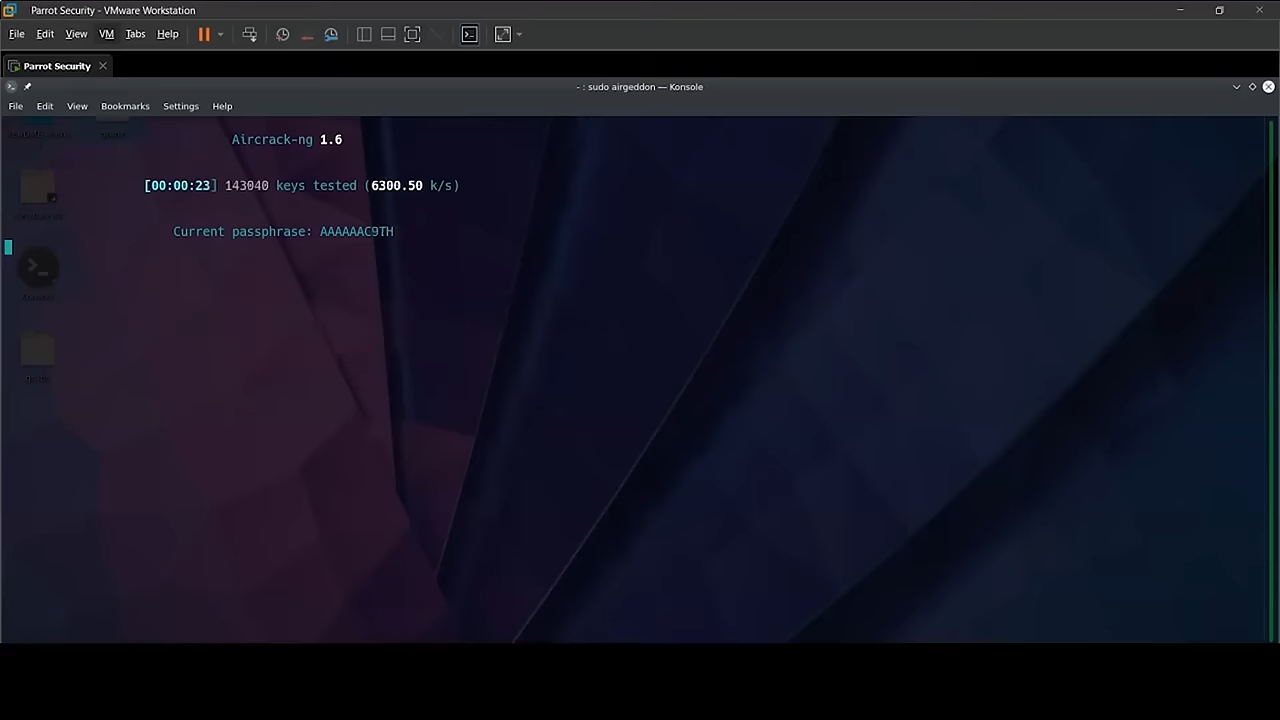 Parrot Security - VMware Workstation
File Edit View VM Tabs Help
Parrot Security
- : sudo airgeddon — Konsole
File Edit View Bookmarks Settings Help
Aircrack-ng 1.6
[00:00:23] 143040 keys tested (6300.50 k/s)
Current passphrase: AAAAAAC9TH